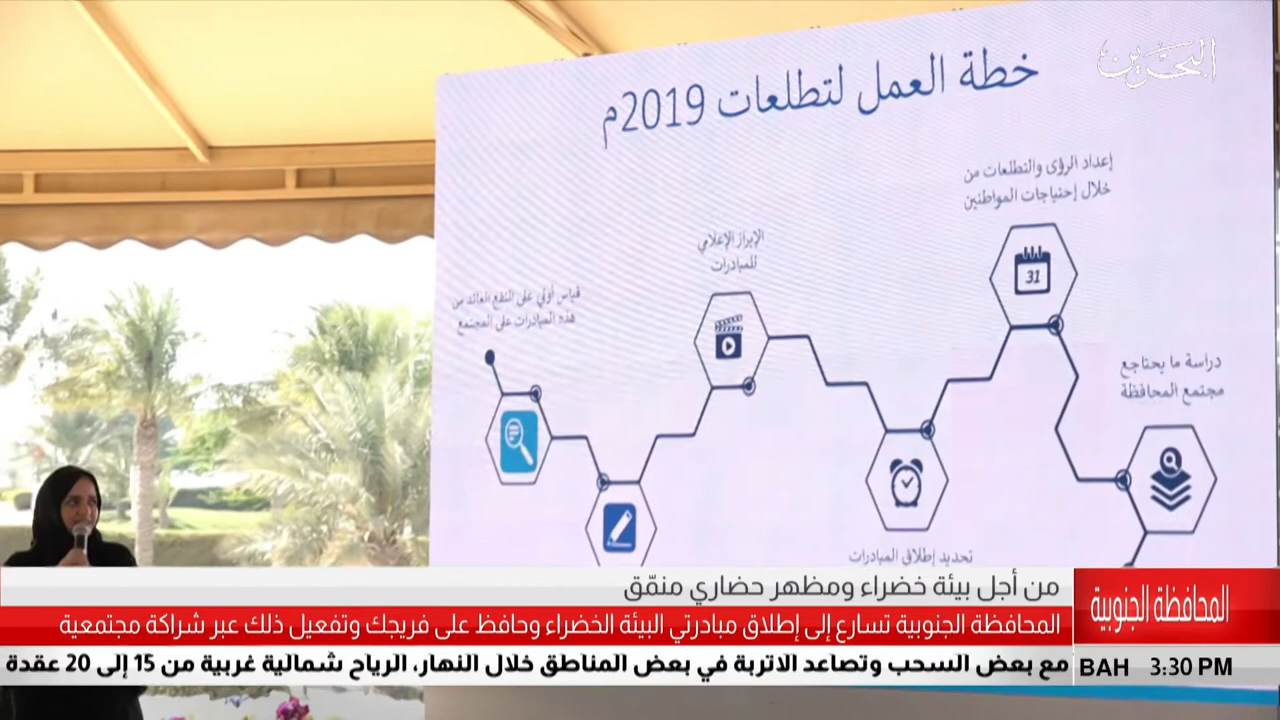 البحرين
خطة العمل لتطلعات 2019م
إعداد الرؤى والتطلعات من
خلال إحتياجات المواطنين
الإبراز الإعلامي
للمبادرات
قياس أولي على النفع العائد من
هذه المبادرات على المجتمع
31
دراسة ما يحتاجع
مجتمع المحافظة
تحديد إطلاق المبادرات
المحافظة الجنوبية
من أجل بيئة خضراء ومظهر حضاري منمّق
المحافظة الجنوبية تسارع إلى إطلاق مبادرتي البيئة الخضراء وحافظ على فريجك وتفعيل ذلك عبر شراكة مجتمعية
BAH 3:30 PM
مع بعض السحب وتصاعد الاتربة في بعض المناطق خلال النهار، الرياح شمالية غربية من 15 إلى 20 عقدة